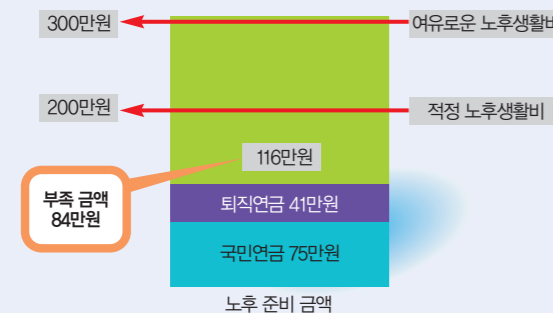 300만원
여유로운 노후생활비
200만원
적정 노후생활비
116만원
부족 금액
84만원
퇴직연금 41만원
국민연금 75만원
노후 준비 금액